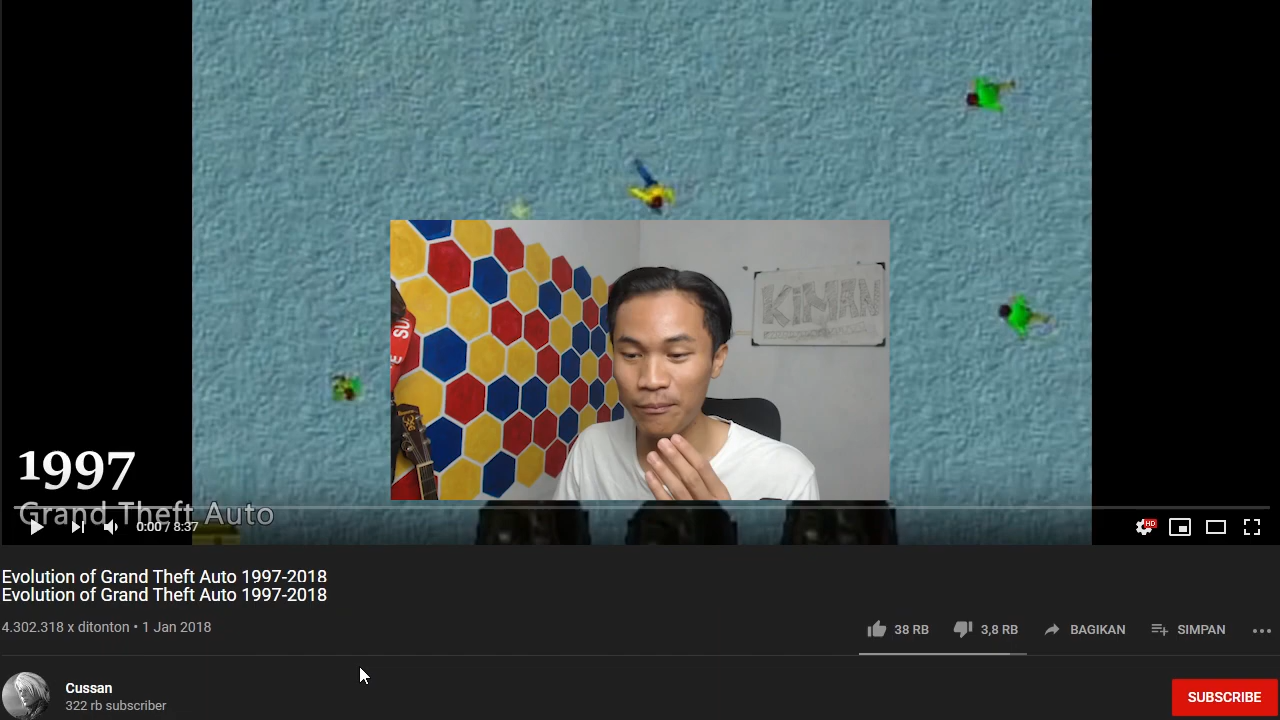 SU
E
KiMAN
1997
Grand Theft Auto
0:00 / 8:37
HD
Evolution of Grand Theft Auto 1997-2018
Evolution of Grand Theft Auto 1997-2018
4.302.318 x ditonton • 1 Jan 2018
38 RB
3,8 RB
BAGIKAN
SIMPAN
Cussan
322 rb subscriber
SUBSCRIBE